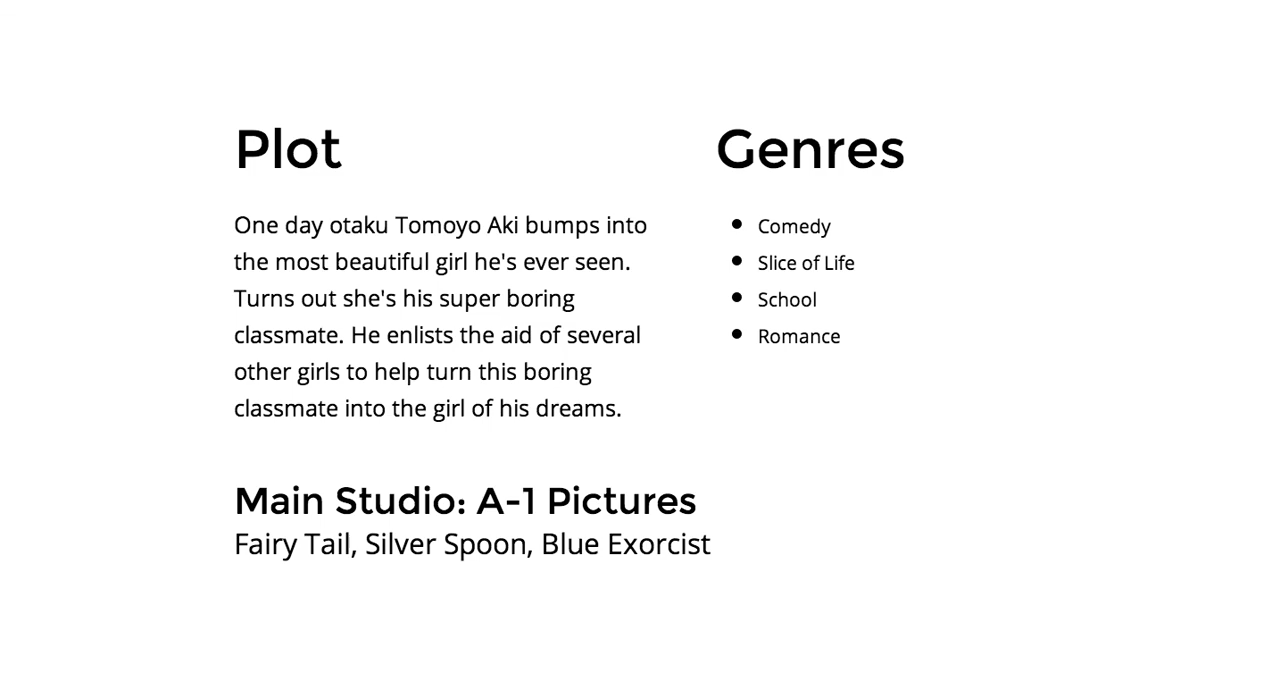 Plot
One day otaku Tomoyo Aki bumps into
the most beautiful girl he's ever seen.
Turns out she's his super boring
classmate. He enlists the aid of several
other girls to help turn this boring
classmate into the girl of his dreams.
Genres
Comedy
Slice of Life
School
Romance
Main Studio: A-1 Pictures
Fairy Tail, Silver Spoon, Blue Exorcist